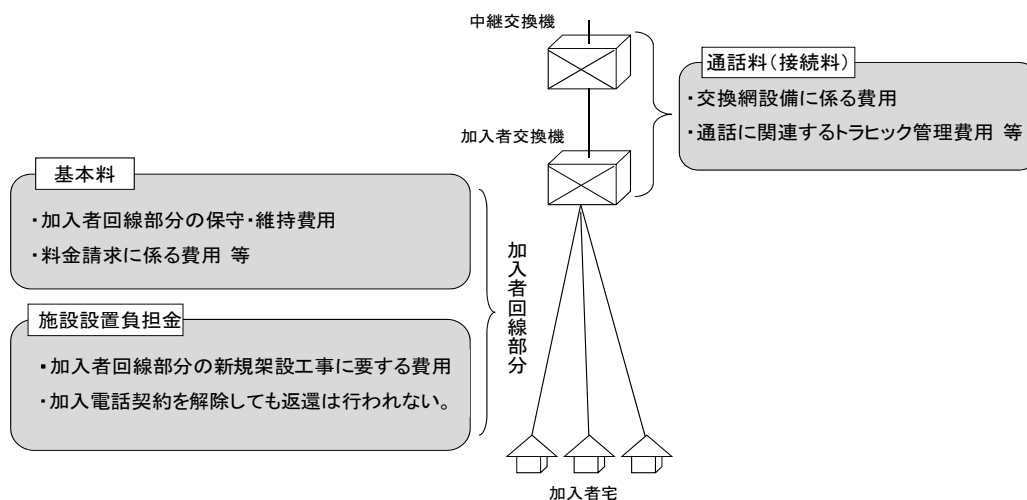 中継交換機
通話料(接続料)
・交換網設備に係る費用
・通話に関連するトラヒック管理費用 等
加入者交換機
基本料
・加入者回線部分の保守・維持費用
・料金請求に係る費用 等
加入者回線部分
施設設置負担金
・加入者回線部分の新規架設工事に要する費用
・加入電話契約を解除しても返還は行われない。
加入者宅